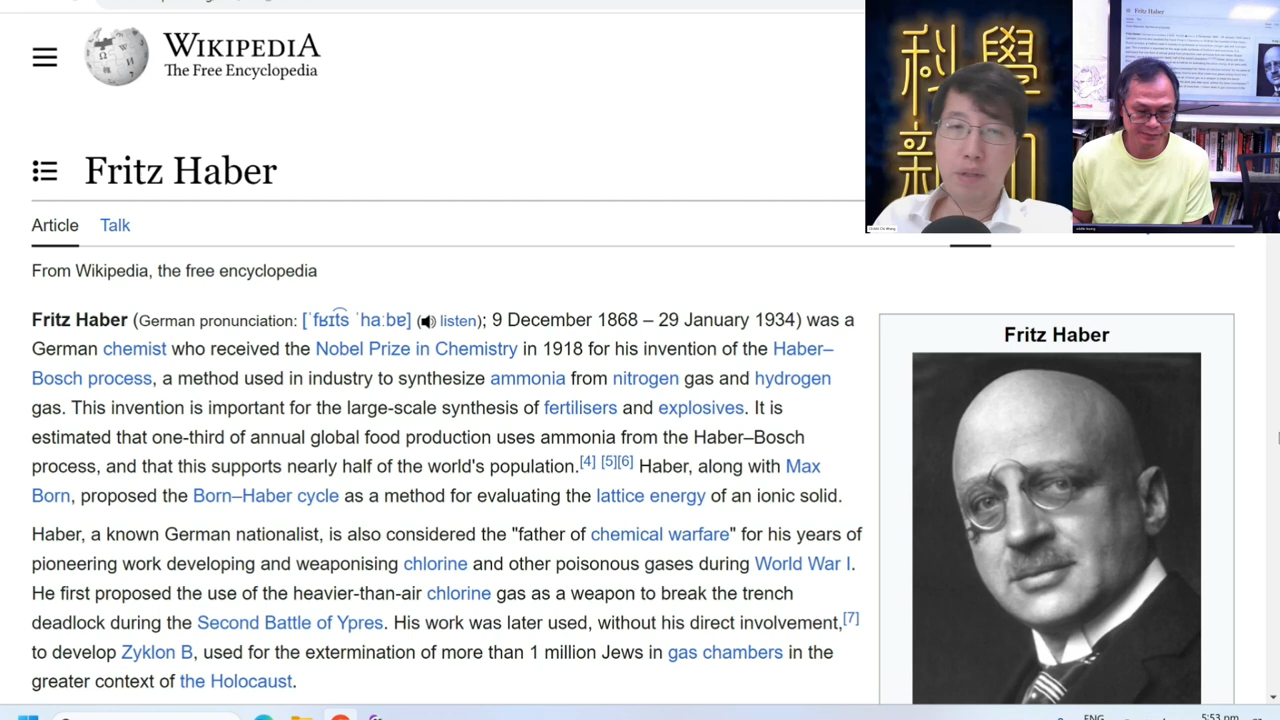 WIKIPEDIA
The Free Encyclopedia
科學
新
Fritz Haber
Fritz Haber
Article Talk
From Wikipedia, the free encyclopedia
Fritz Haber (German pronunciation: [ˈfʁɪt͡s ˈhaːbɐ] (listen); 9 December 1868 – 29 January 1934) was a
German chemist who received the Nobel Prize in Chemistry in 1918 for his invention of the Haber–
Bosch process, a method used in industry to synthesize ammonia from nitrogen gas and hydrogen
gas. This invention is important for the large-scale synthesis of fertilisers and explosives. It is
estimated that one-third of annual global food production uses ammonia from the Haber–Bosch
process, and that this supports nearly half of the world's population.[4] [5][6] Haber, along with Max
Born, proposed the Born–Haber cycle as a method for evaluating the lattice energy of an ionic solid.
Haber, a known German nationalist, is also considered the "father of chemical warfare" for his years of
pioneering work developing and weaponising chlorine and other poisonous gases during World War I.
He first proposed the use of the heavier-than-air chlorine gas as a weapon to break the trench
deadlock during the Second Battle of Ypres. His work was later used, without his direct involvement,[7]
to develop Zyklon B, used for the extermination of more than 1 million Jews in gas chambers in the
greater context of the Holocaust.
Fritz Haber
ENG
5:53 pm